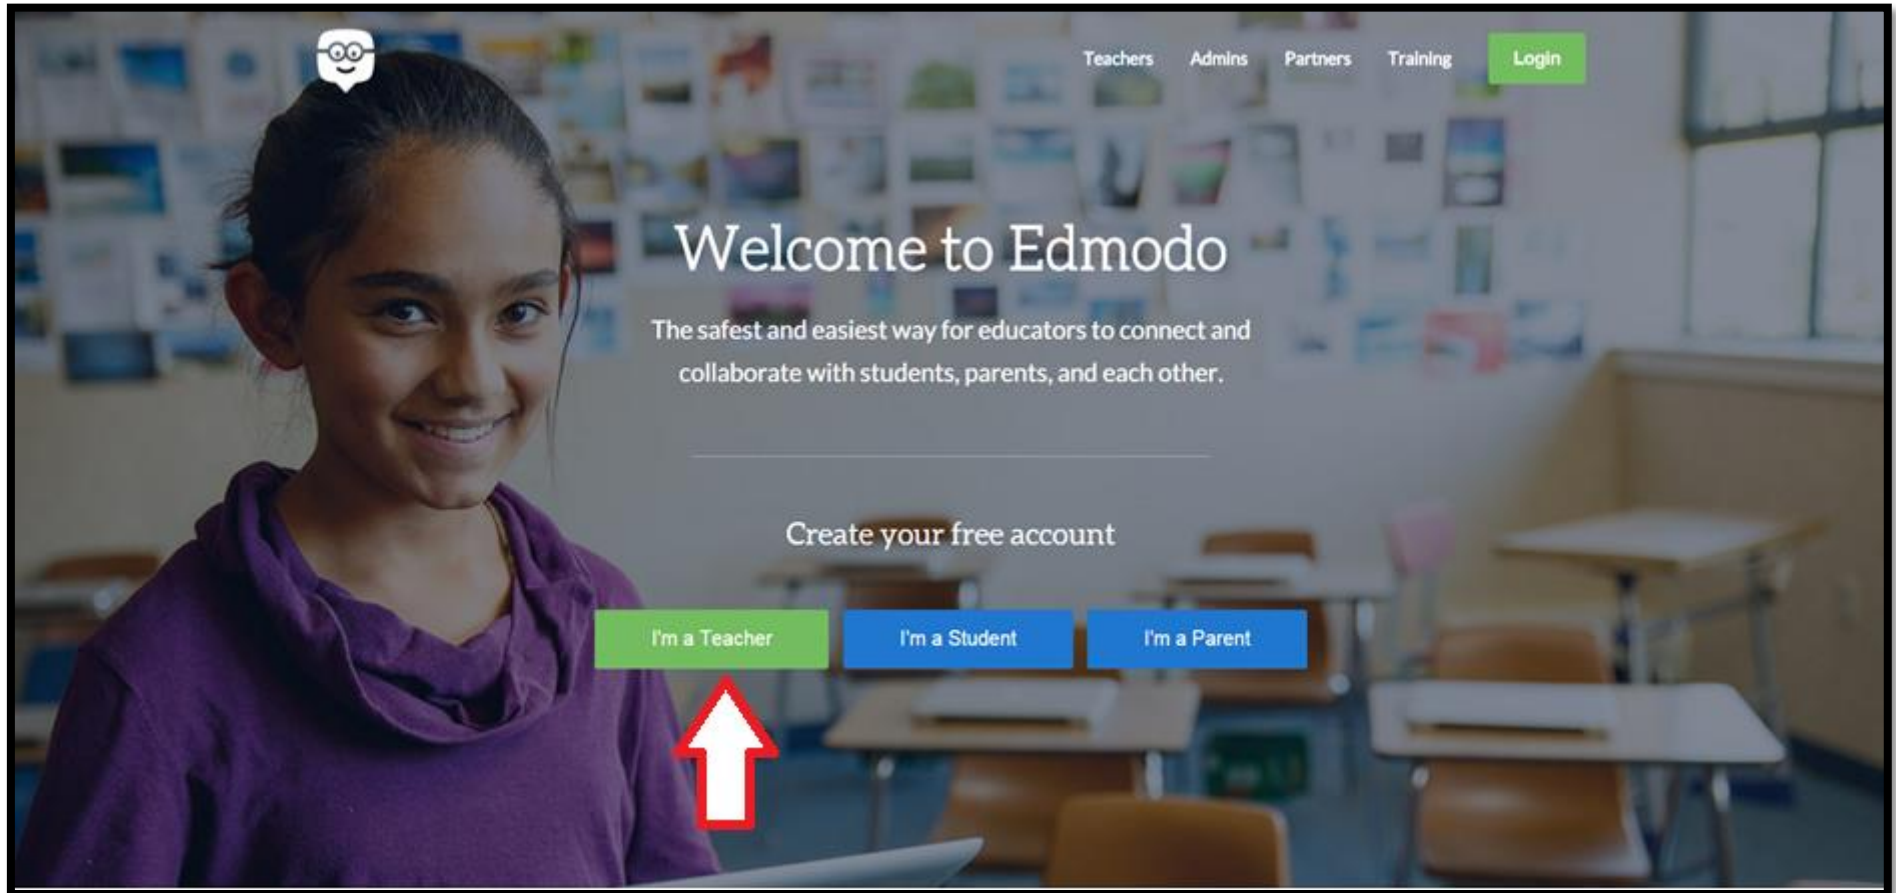 Teachers Admins Partners Training Login
Welcome to Edmodo
The safest and easiest way for educators to connect and
collaborate with students, parents, and each other.
Create your free account
I'm a Teacher I'm a Student I'm a Parent